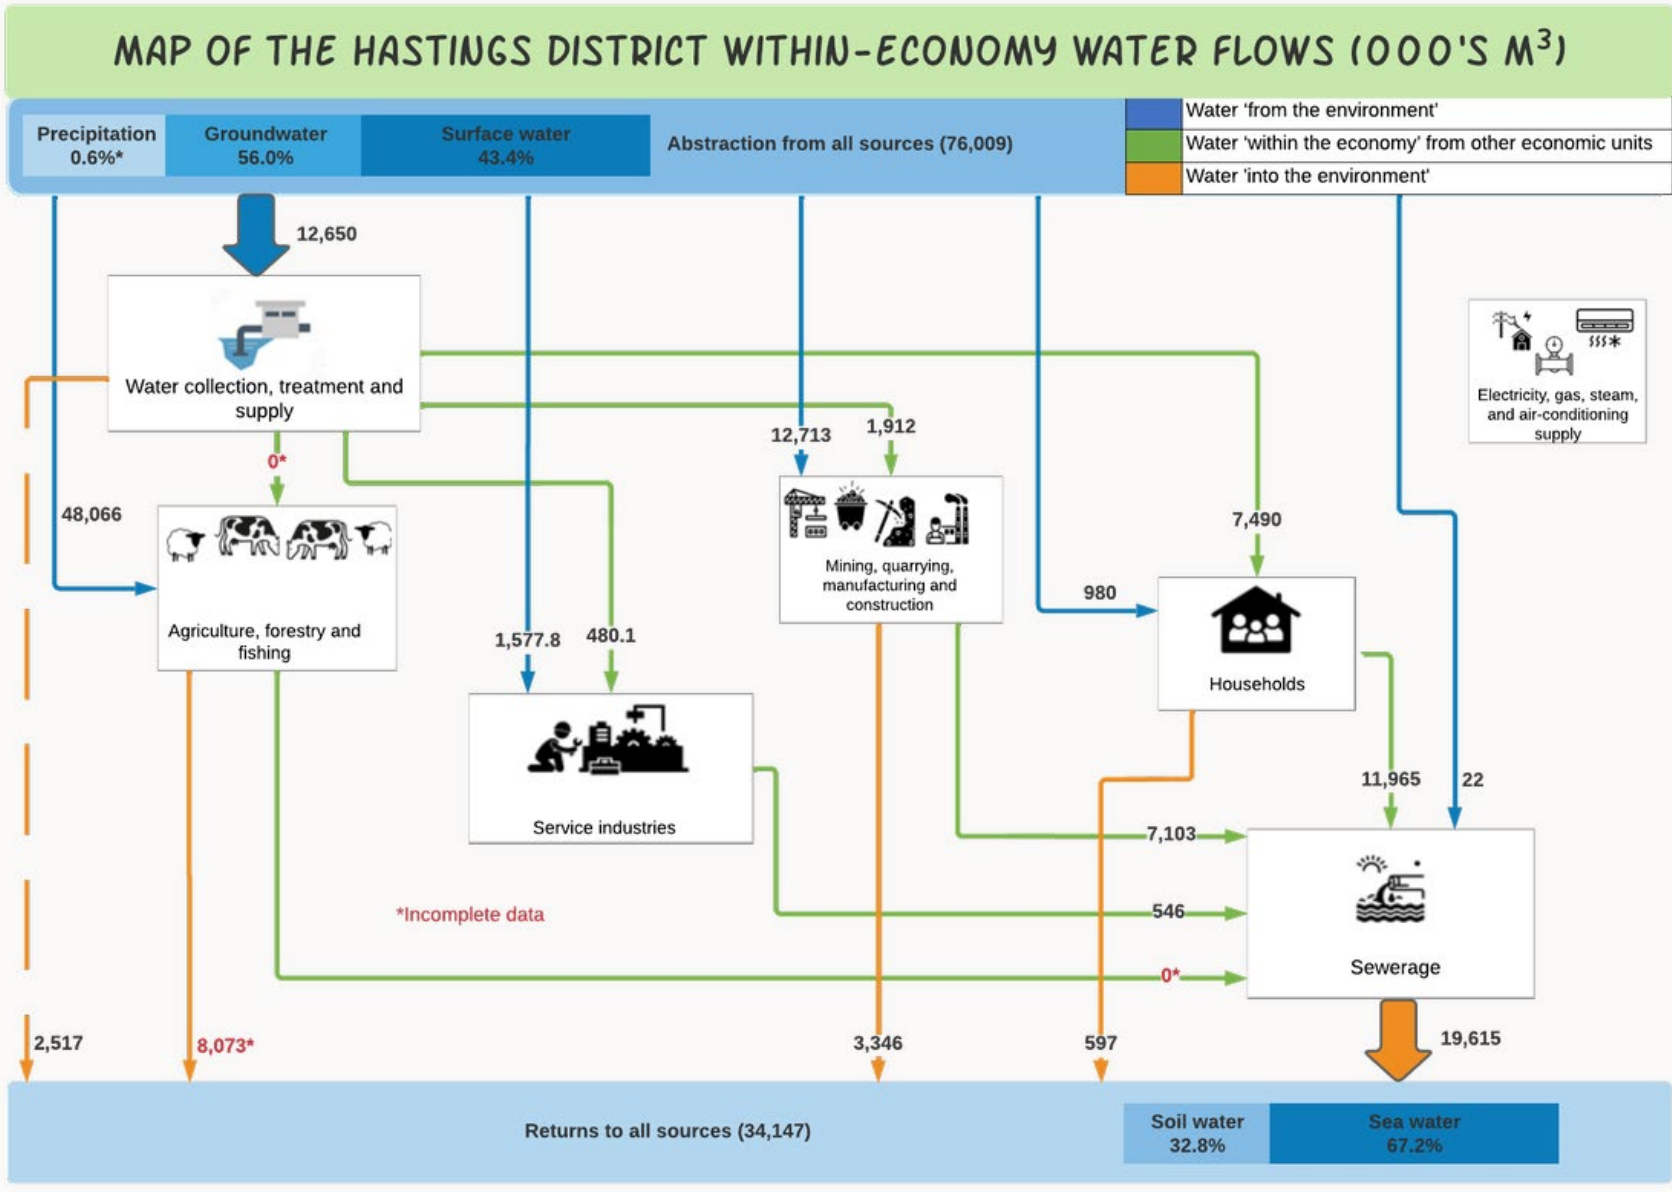 MAP OF THE HASTINGS DISTRICT WITHIN-ECONOMY WATER FLOWS (000'S M³)
Precipitation
0.6%*
Groundwater
56.0%
Surface water
43.4%
Abstraction from all sources (76,009)
Water 'from the environment'
Water 'within the economy' from other economic units
Water 'into the environment'
12,650
Water collection, treatment and
supply
Electricity, gas, steam,
and air-conditioning
supply
0*
12,713
1,912
48,066
7,490
Agriculture, forestry and
fishing
Mining, quarrying,
manufacturing and
construction
980
1,577.8
480.1
Households
Service industries
11,965
22
7,103
*Incomplete data
546
Sewerage
0*
2,517
8,073*
3,346
597
19,615
Returns to all sources (34,147)
Soil water
32.8%
Sea water
67.2%